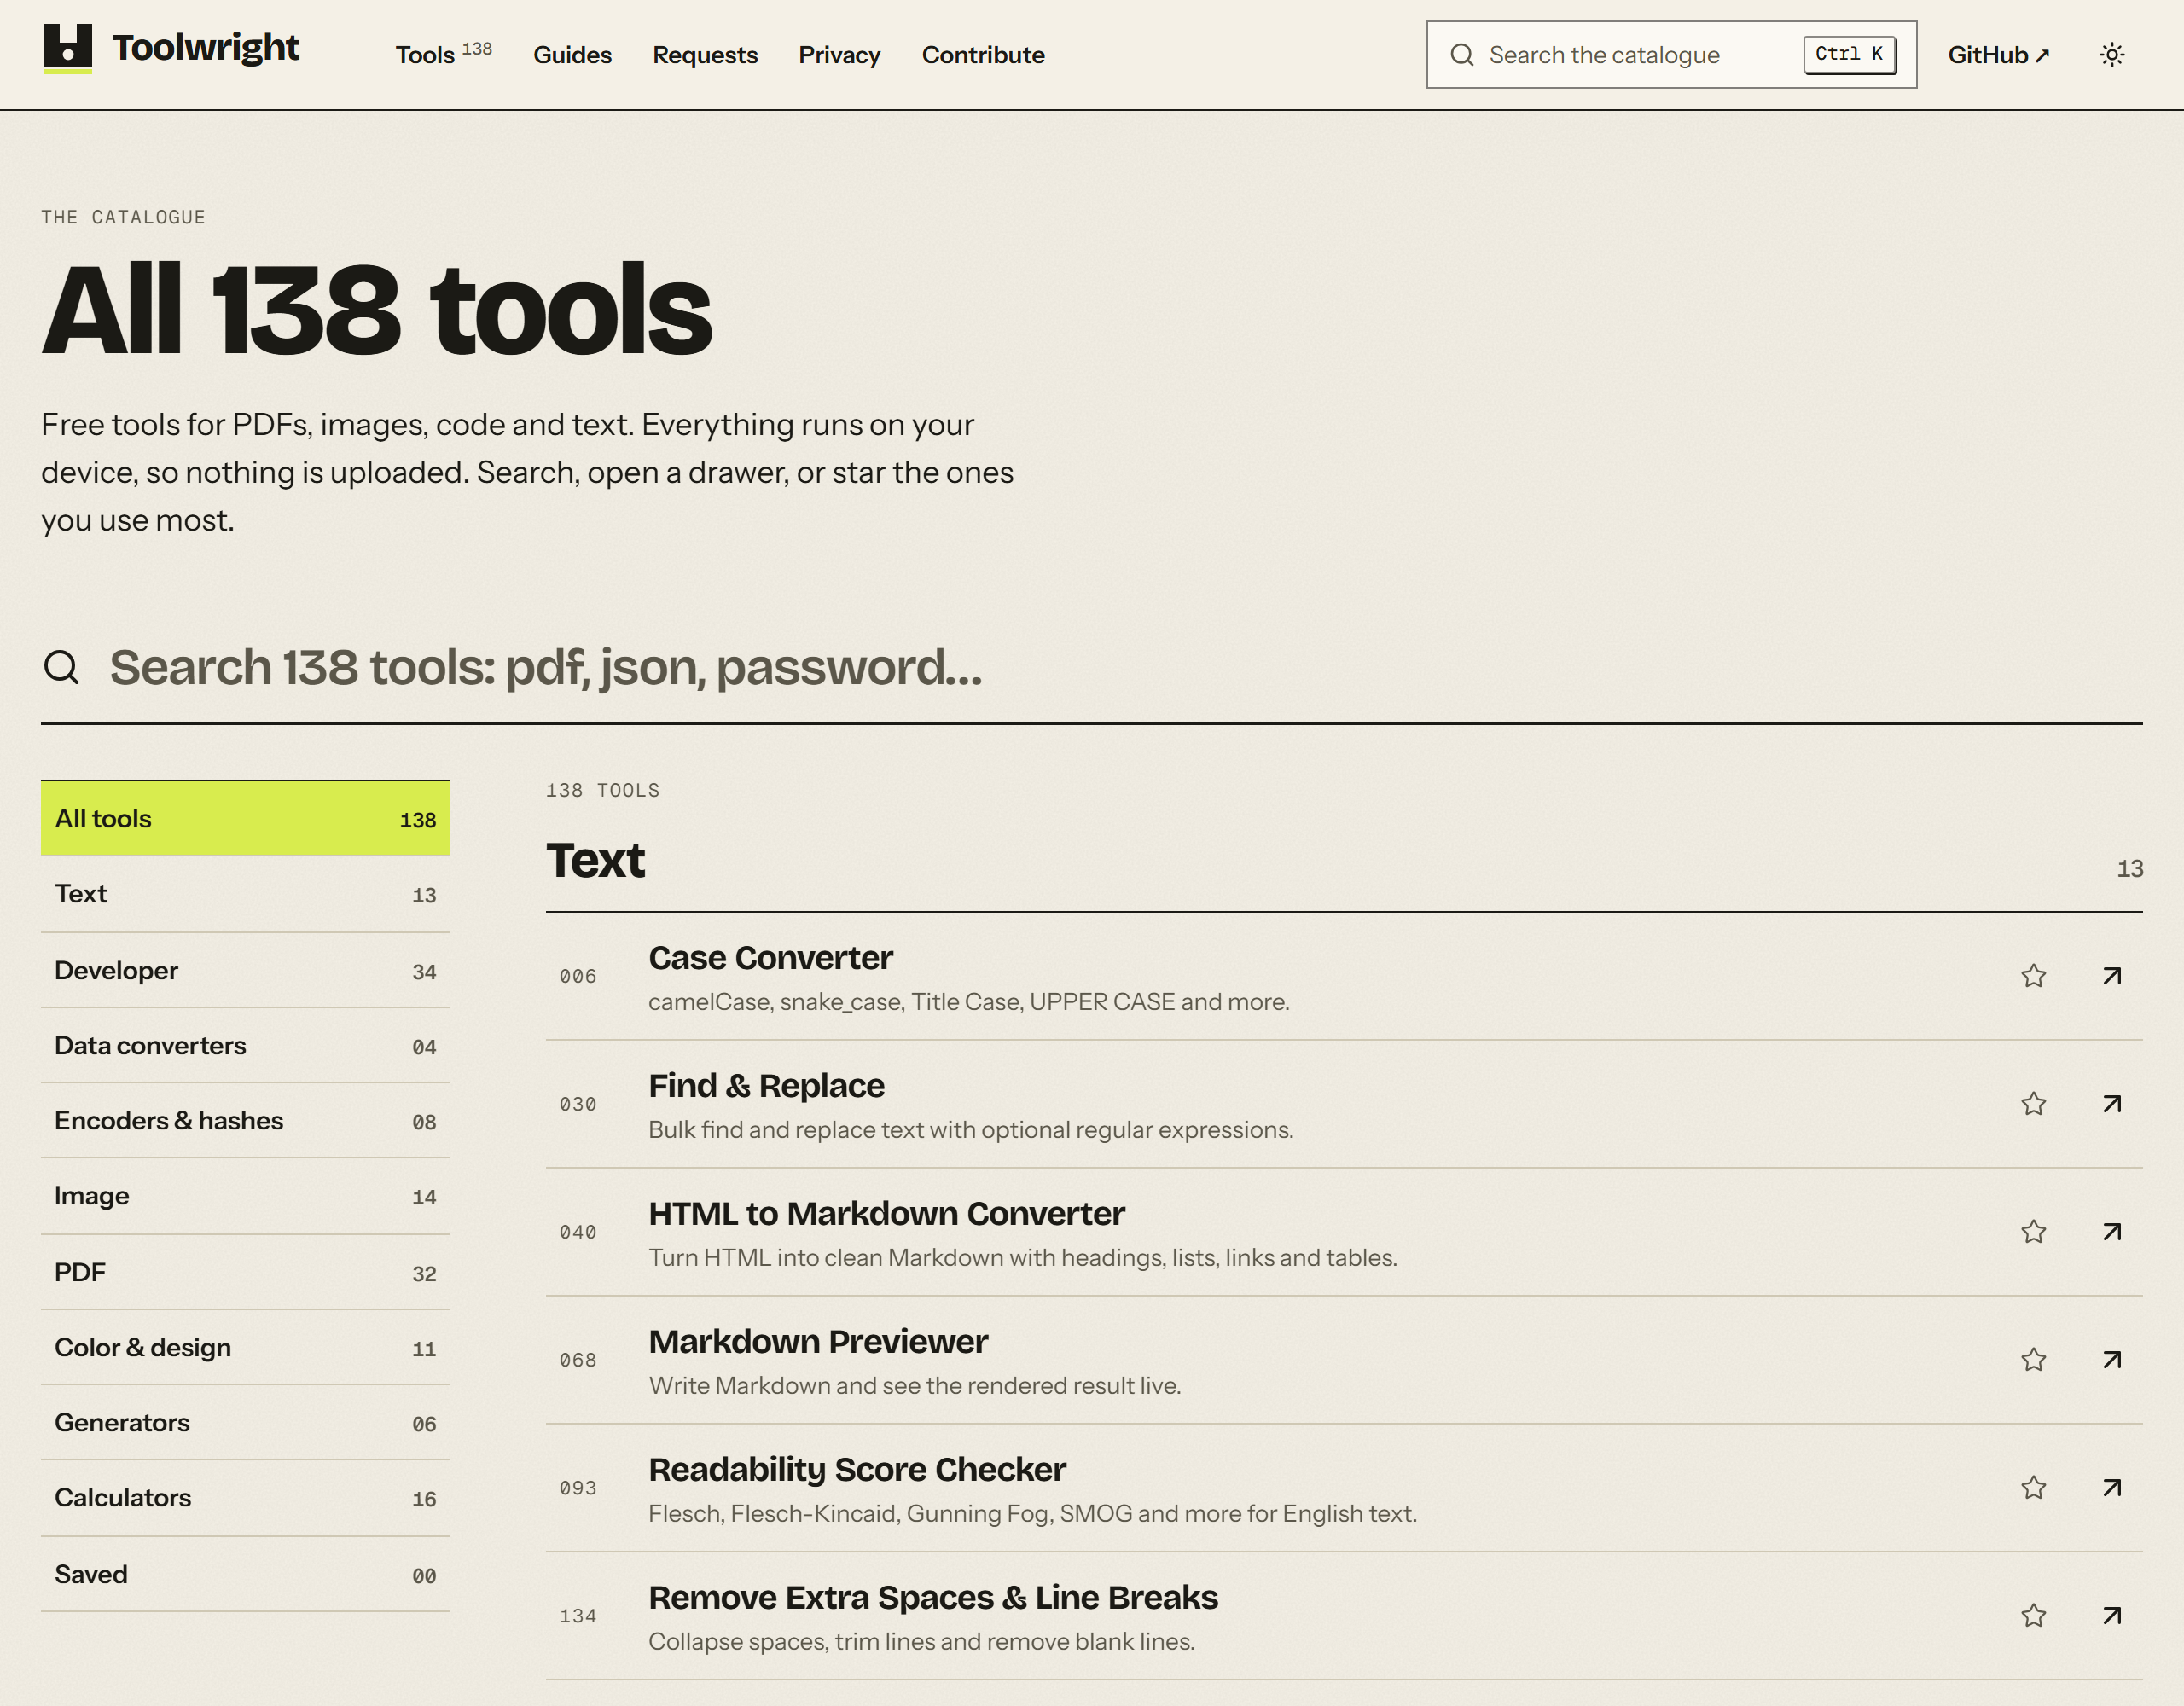 Toolwright
Tools 138
Guides
Requests
Privacy
Contribute
Search the catalogue
Ctrl K
GitHub ↗
THE CATALOGUE
All 138 tools
Free tools for PDFs, images, code and text. Everything runs on your
device, so nothing is uploaded. Search, open a drawer, or star the ones
you use most.
Search 138 tools: pdf, json, password...
All tools 138
Text 13
Developer 34
Data converters 04
Encoders & hashes 08
Image 14
PDF 32
Color & design 11
Generators 06
Calculators 16
Saved 00
138 TOOLS
Text 13
006
Case Converter
camelCase, snake_case, Title Case, UPPER CASE and more.
030
Find & Replace
Bulk find and replace text with optional regular expressions.
040
HTML to Markdown Converter
Turn HTML into clean Markdown with headings, lists, links and tables.
068
Markdown Previewer
Write Markdown and see the rendered result live.
093
Readability Score Checker
Flesch, Flesch-Kincaid, Gunning Fog, SMOG and more for English text.
134
Remove Extra Spaces & Line Breaks
Collapse spaces, trim lines and remove blank lines.